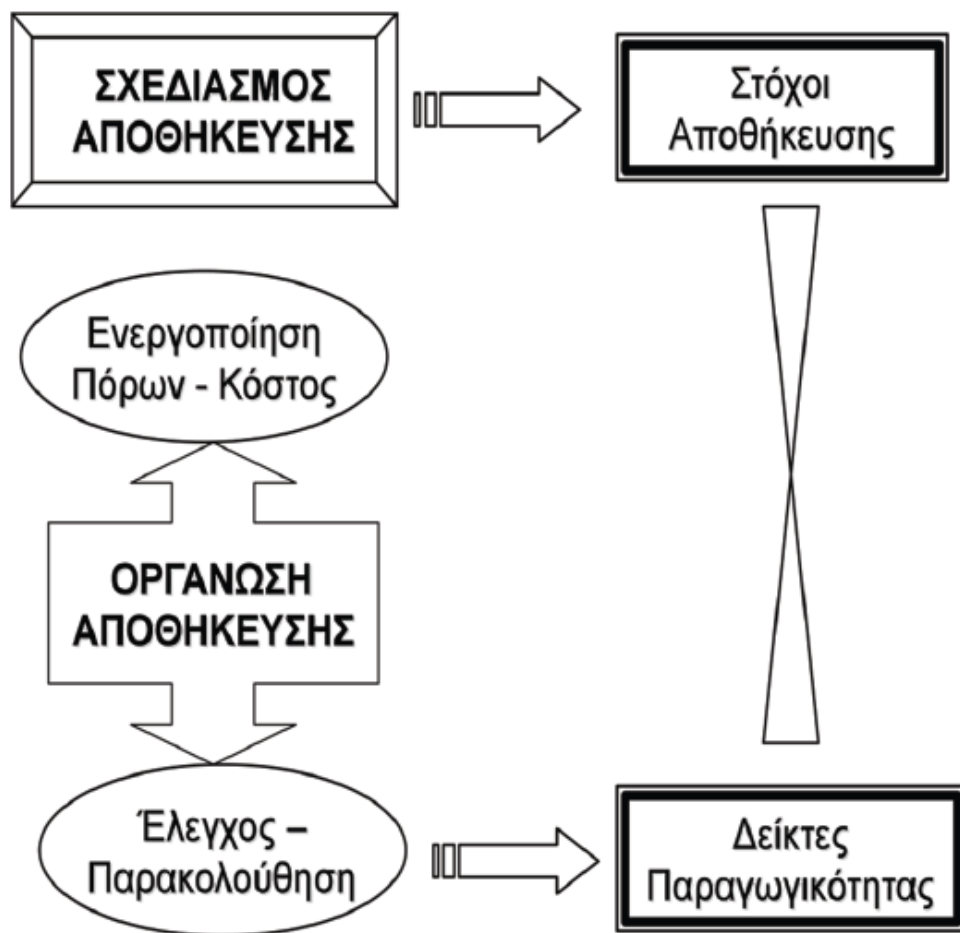 ΣΧΕΔΙΑΣΜΟΣ
ΑΠΟΘΗΚΕΥΣΗΣ
Στόχοι
Αποθήκευσης
Ενεργοποίηση
Πόρων - Κόστος
ΟΡΓΑΝΩΣΗ
ΑΠΟΘΗΚΕΥΣΗΣ
Έλεγχος –
Παρακολούθηση
Δείκτες
Παραγωγικότητας